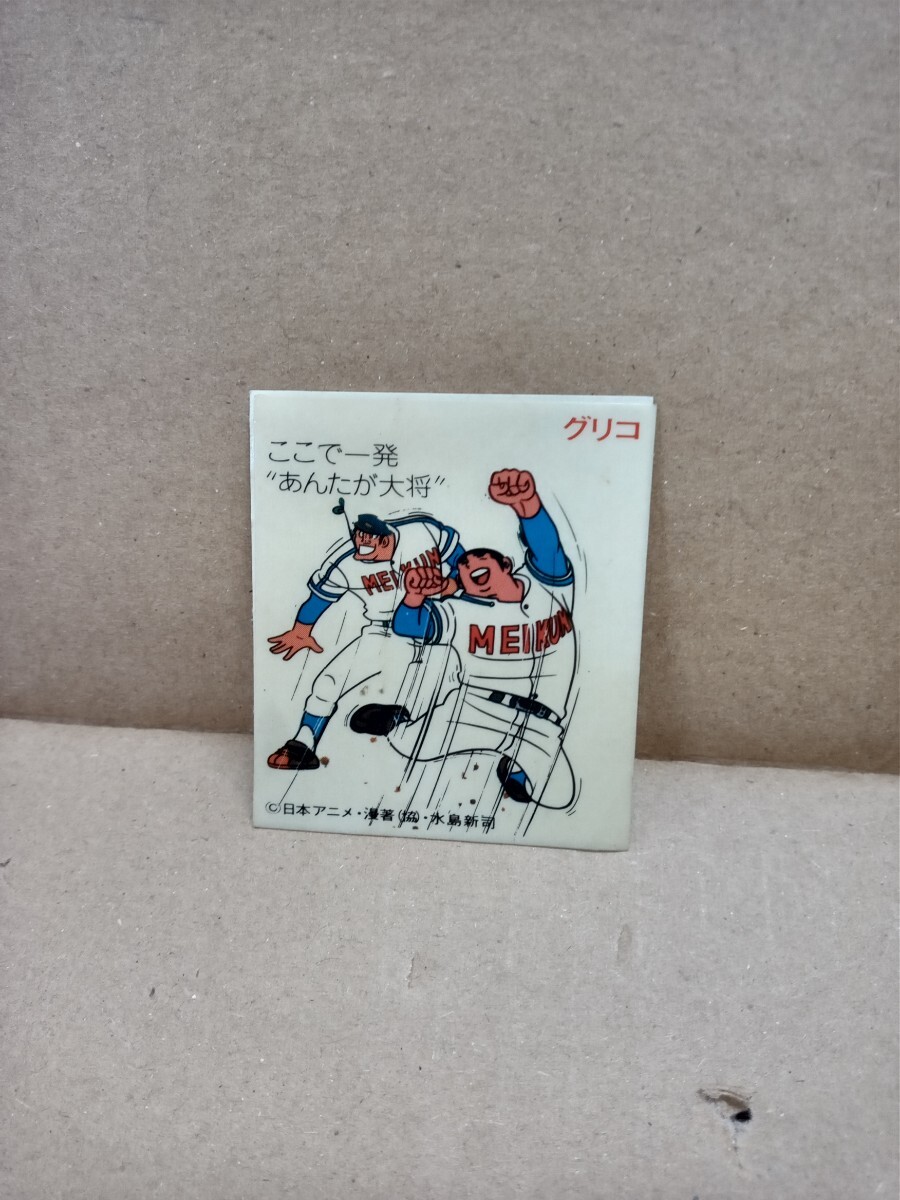 グリコ
ここで一発
“あんたが大将”
MEIKUN
MEIKUN
©日本アニメ・漫著(協)・水島新司